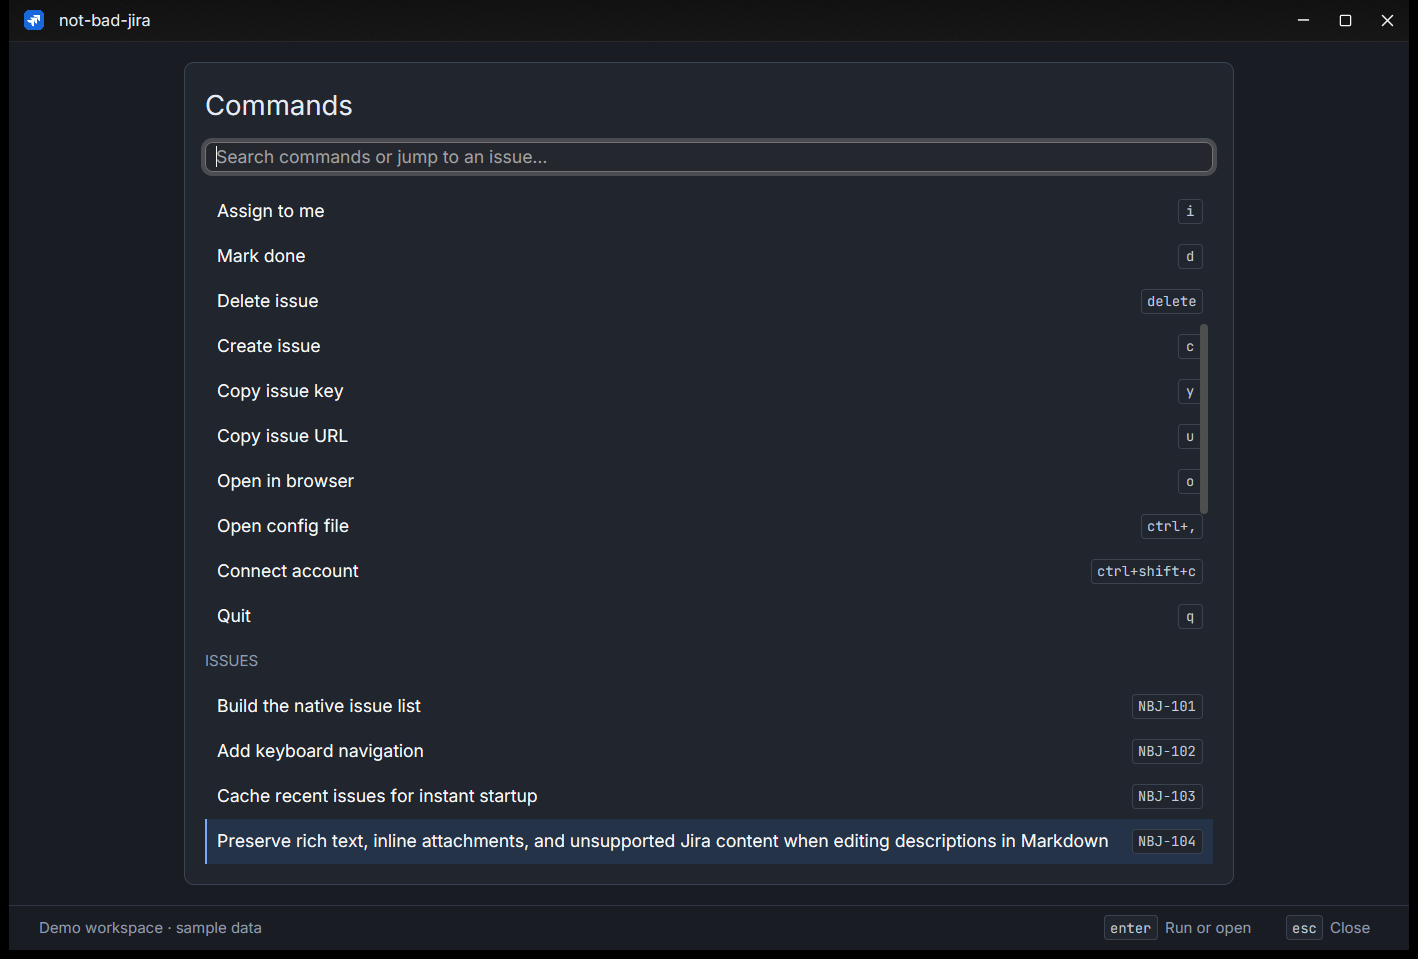 not-bad-jira
Commands
Search commands or jump to an issue...
Assign to me i
Mark done d
Delete issue delete
Create issue c
Copy issue key y
Copy issue URL u
Open in browser o
Open config file ctrl+,
Connect account ctrl+shift+c
Quit q
ISSUES
Build the native issue list NBJ-101
Add keyboard navigation NBJ-102
Cache recent issues for instant startup NBJ-103
Preserve rich text, inline attachments, and unsupported Jira content when editing descriptions in Markdown NBJ-104
Demo workspace · sample data enter Run or open esc Close